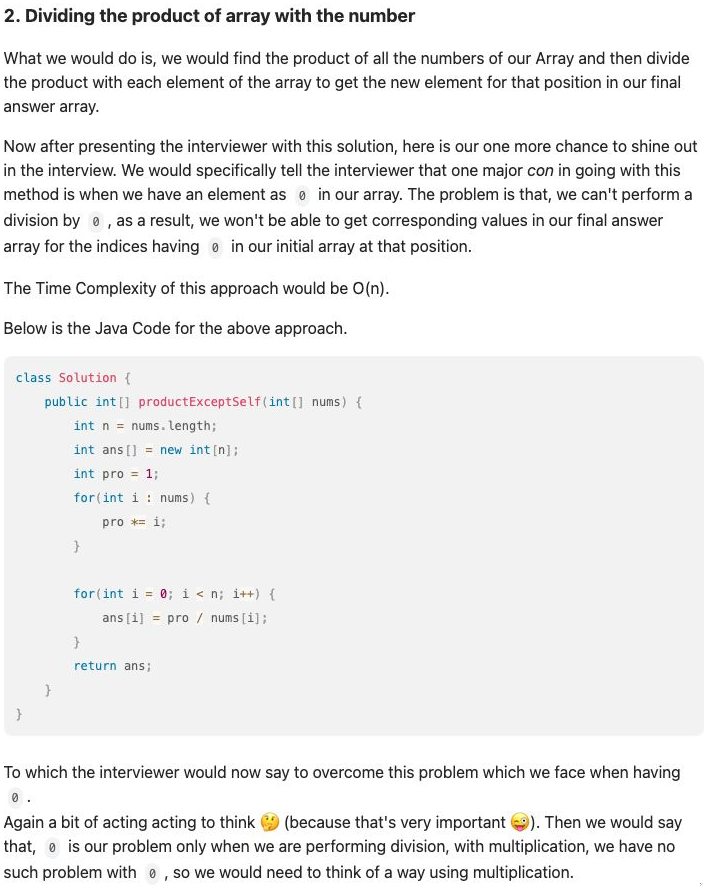 2. Dividing the product of array with the number
What we would do is, we would find the product of all the numbers of our Array and then divide
the product with each element of the array to get the new element for that position in our final
answer array.
Now after presenting the interviewer with this solution, here is our one more chance to shine out
in the interview. We would specifically tell the interviewer that one major con in going with this
method is when we have an element as 0 in our array. The problem is that, we can't perform a
division by 0 , as a result, we won't be able to get corresponding values in our final answer
array for the indices having 0 in our initial array at that position.
The Time Complexity of this approach would be O(n).
Below is the Java Code for the above approach.
class Solution {
    public int[] productExceptSelf(int[] nums) {
        int n = nums.length;
        int ans[] = new int[n];
        int pro = 1;
        for(int i : nums) {
            pro *= i;
        }
        for(int i = 0; i < n; i++) {
            ans[i] = pro / nums[i];
        }
        return ans;
    }
}
To which the interviewer would now say to overcome this problem which we face when having
0 .
Again a bit of acting acting to think 🤔 (because that's very important 😜). Then we would say
that, 0 is our problem only when we are performing division, with multiplication, we have no
such problem with 0 , so we would need to think of a way using multiplication.